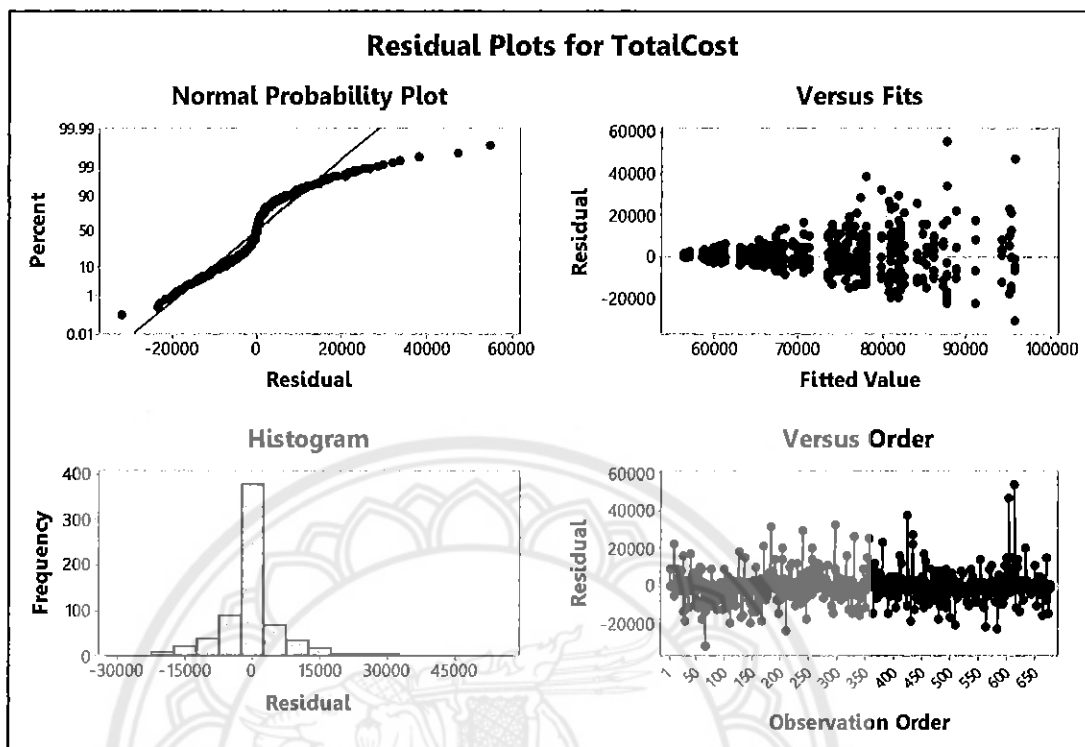 Residual Plots for TotalCost
Normal Probability Plot
99.99
99
90
50
10
1
0.01
Percent
-20000 0 20000 40000 60000
Residual
Versus Fits
60000
40000
20000
0
-20000
Residual
60000 70000 80000 90000 100000
Fitted Value
Histogram
400
300
200
100
0
Frequency
-30000 -15000 0 15000 30000 45000
Residual
Versus Order
60000
40000
20000
0
-20000
Residual
1 50 100 150 200 250 300 350 400 450 500 550 600 650
Observation Order